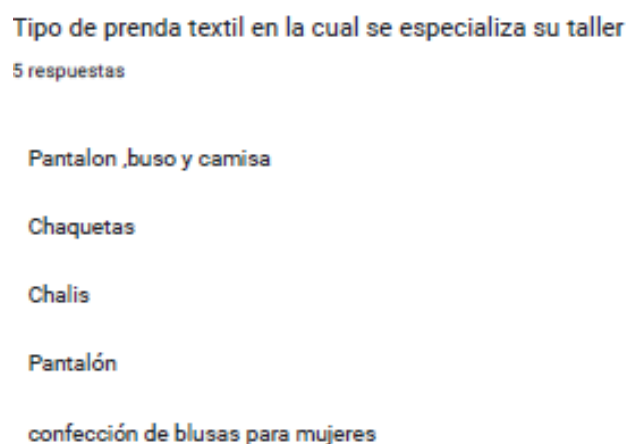 Tipo de prenda textil en la cual se especializa su taller
5 respuestas
Pantalon ,buso y camisa
Chaquetas
Chalis
Pantalón
confección de blusas para mujeres